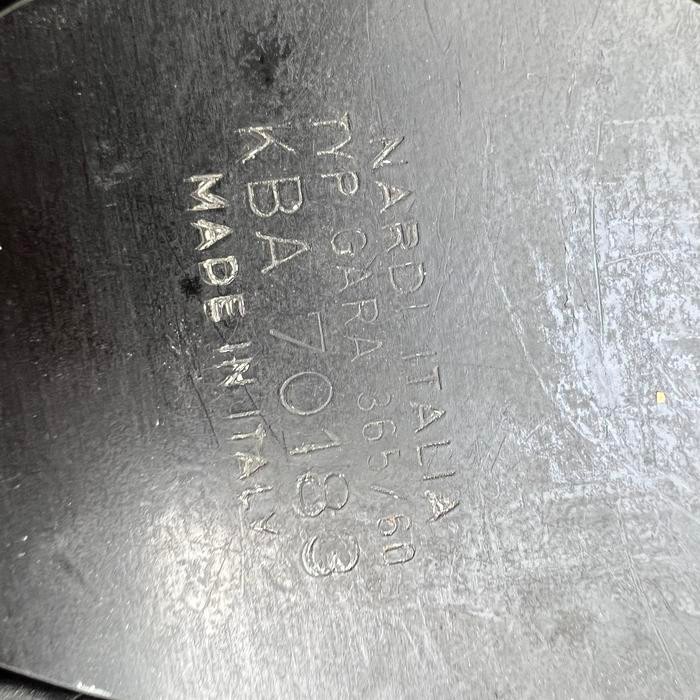 NARDI ITALIA
TYP GARA 365/60
KBA 70183
MADE IN ITALY